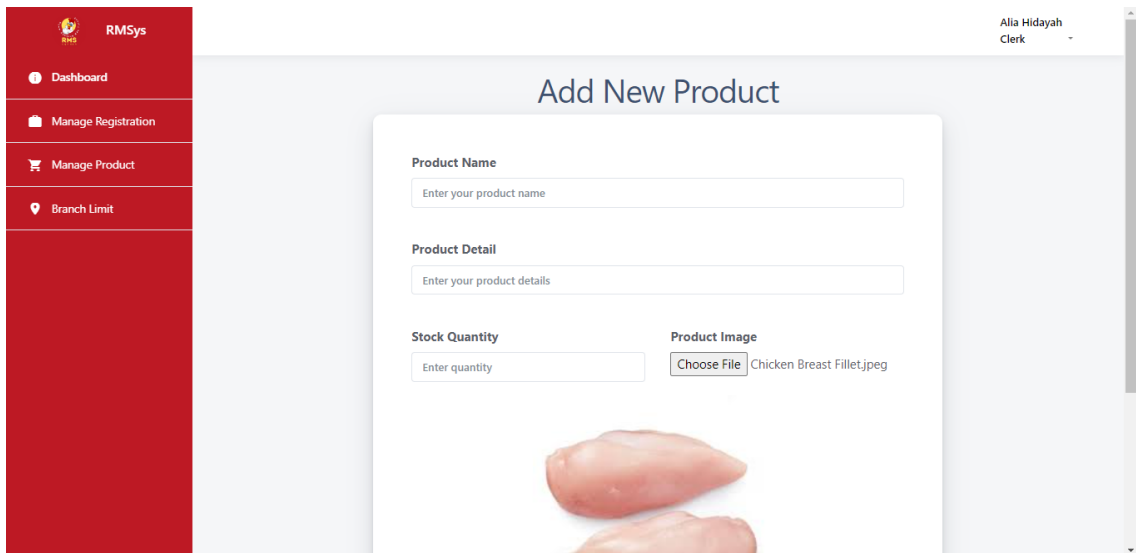 RMS
RMSys
Alia Hidayah
Clerk
Dashboard
Manage Registration
Manage Product
Branch Limit
Add New Product
Product Name
Enter your product name
Product Detail
Enter your product details
Stock Quantity
Product Image
Enter quantity
Choose File Chicken Breast Fillet.jpeg